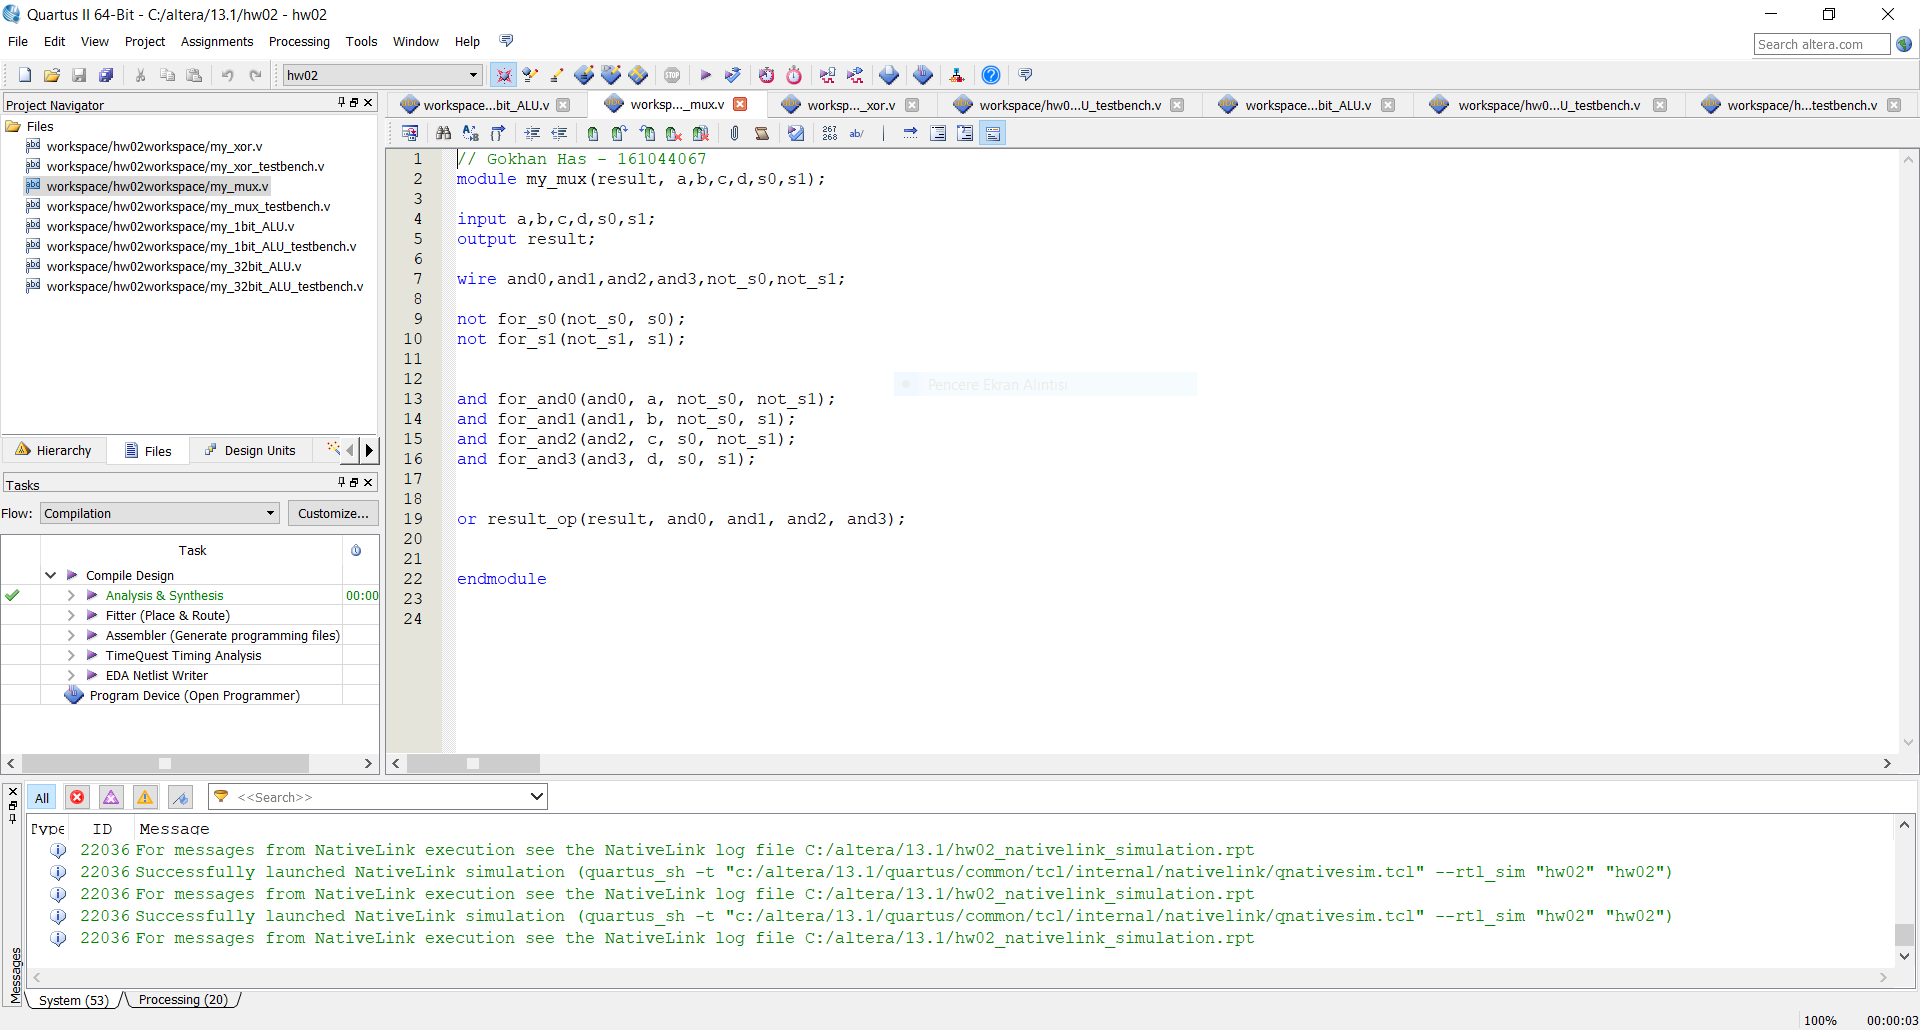 Quartus II 64-Bit - C:/altera/13.1/hw02 - hw02
File Edit View Project Assignments Processing Tools Window Help
Search altera.com
hw02
Project Navigator
Files
workspace/hw02workspace/my_xor.v
workspace/hw02workspace/my_xor_testbench.v
workspace/hw02workspace/my_mux.v
workspace/hw02workspace/my_mux_testbench.v
workspace/hw02workspace/my_1bit_ALU.v
workspace/hw02workspace/my_1bit_ALU_testbench.v
workspace/hw02workspace/my_32bit_ALU.v
workspace/hw02workspace/my_32bit_ALU_testbench.v
Hierarchy Files Design Units
Tasks
Flow: Compilation Customize...
Task
Compile Design
Analysis & Synthesis 00:00
Fitter (Place & Route)
Assembler (Generate programming files)
TimeQuest Timing Analysis
EDA Netlist Writer
Program Device (Open Programmer)
workspace...bit_ALU.v worksp..._mux.v worksp..._xor.v workspace/hw0...U_testbench.v workspace...bit_ALU.v workspace/hw0...U_testbench.v workspace/h...testbench.v
267 268 ab/
1 // Gokhan Has - 161044067
2 module my_mux(result, a,b,c,d,s0,s1);
3
4 input a,b,c,d,s0,s1;
5 output result;
6
7 wire and0,and1,and2,and3,not_s0,not_s1;
8
9 not for_s0(not_s0, s0);
10 not for_s1(not_s1, s1);
11
12
13 and for_and0(and0, a, not_s0, not_s1);
14 and for_and1(and1, b, not_s0, s1);
15 and for_and2(and2, c, s0, not_s1);
16 and for_and3(and3, d, s0, s1);
17
18
19 or result_op(result, and0, and1, and2, and3);
20
21
22 endmodule
23
24
Pencere Ekran Alıntısı
Messages
All <<Search>>
Type ID Message
22036 For messages from NativeLink execution see the NativeLink log file C:/altera/13.1/hw02_nativelink_simulation.rpt
22036 Successfully launched NativeLink simulation (quartus_sh -t "c:/altera/13.1/quartus/common/tcl/internal/nativelink/qnativesim.tcl" --rtl_sim "hw02" "hw02")
22036 For messages from NativeLink execution see the NativeLink log file C:/altera/13.1/hw02_nativelink_simulation.rpt
22036 Successfully launched NativeLink simulation (quartus_sh -t "c:/altera/13.1/quartus/common/tcl/internal/nativelink/qnativesim.tcl" --rtl_sim "hw02" "hw02")
22036 For messages from NativeLink execution see the NativeLink log file C:/altera/13.1/hw02_nativelink_simulation.rpt
System (53) Processing (20)
100% 00:00:03